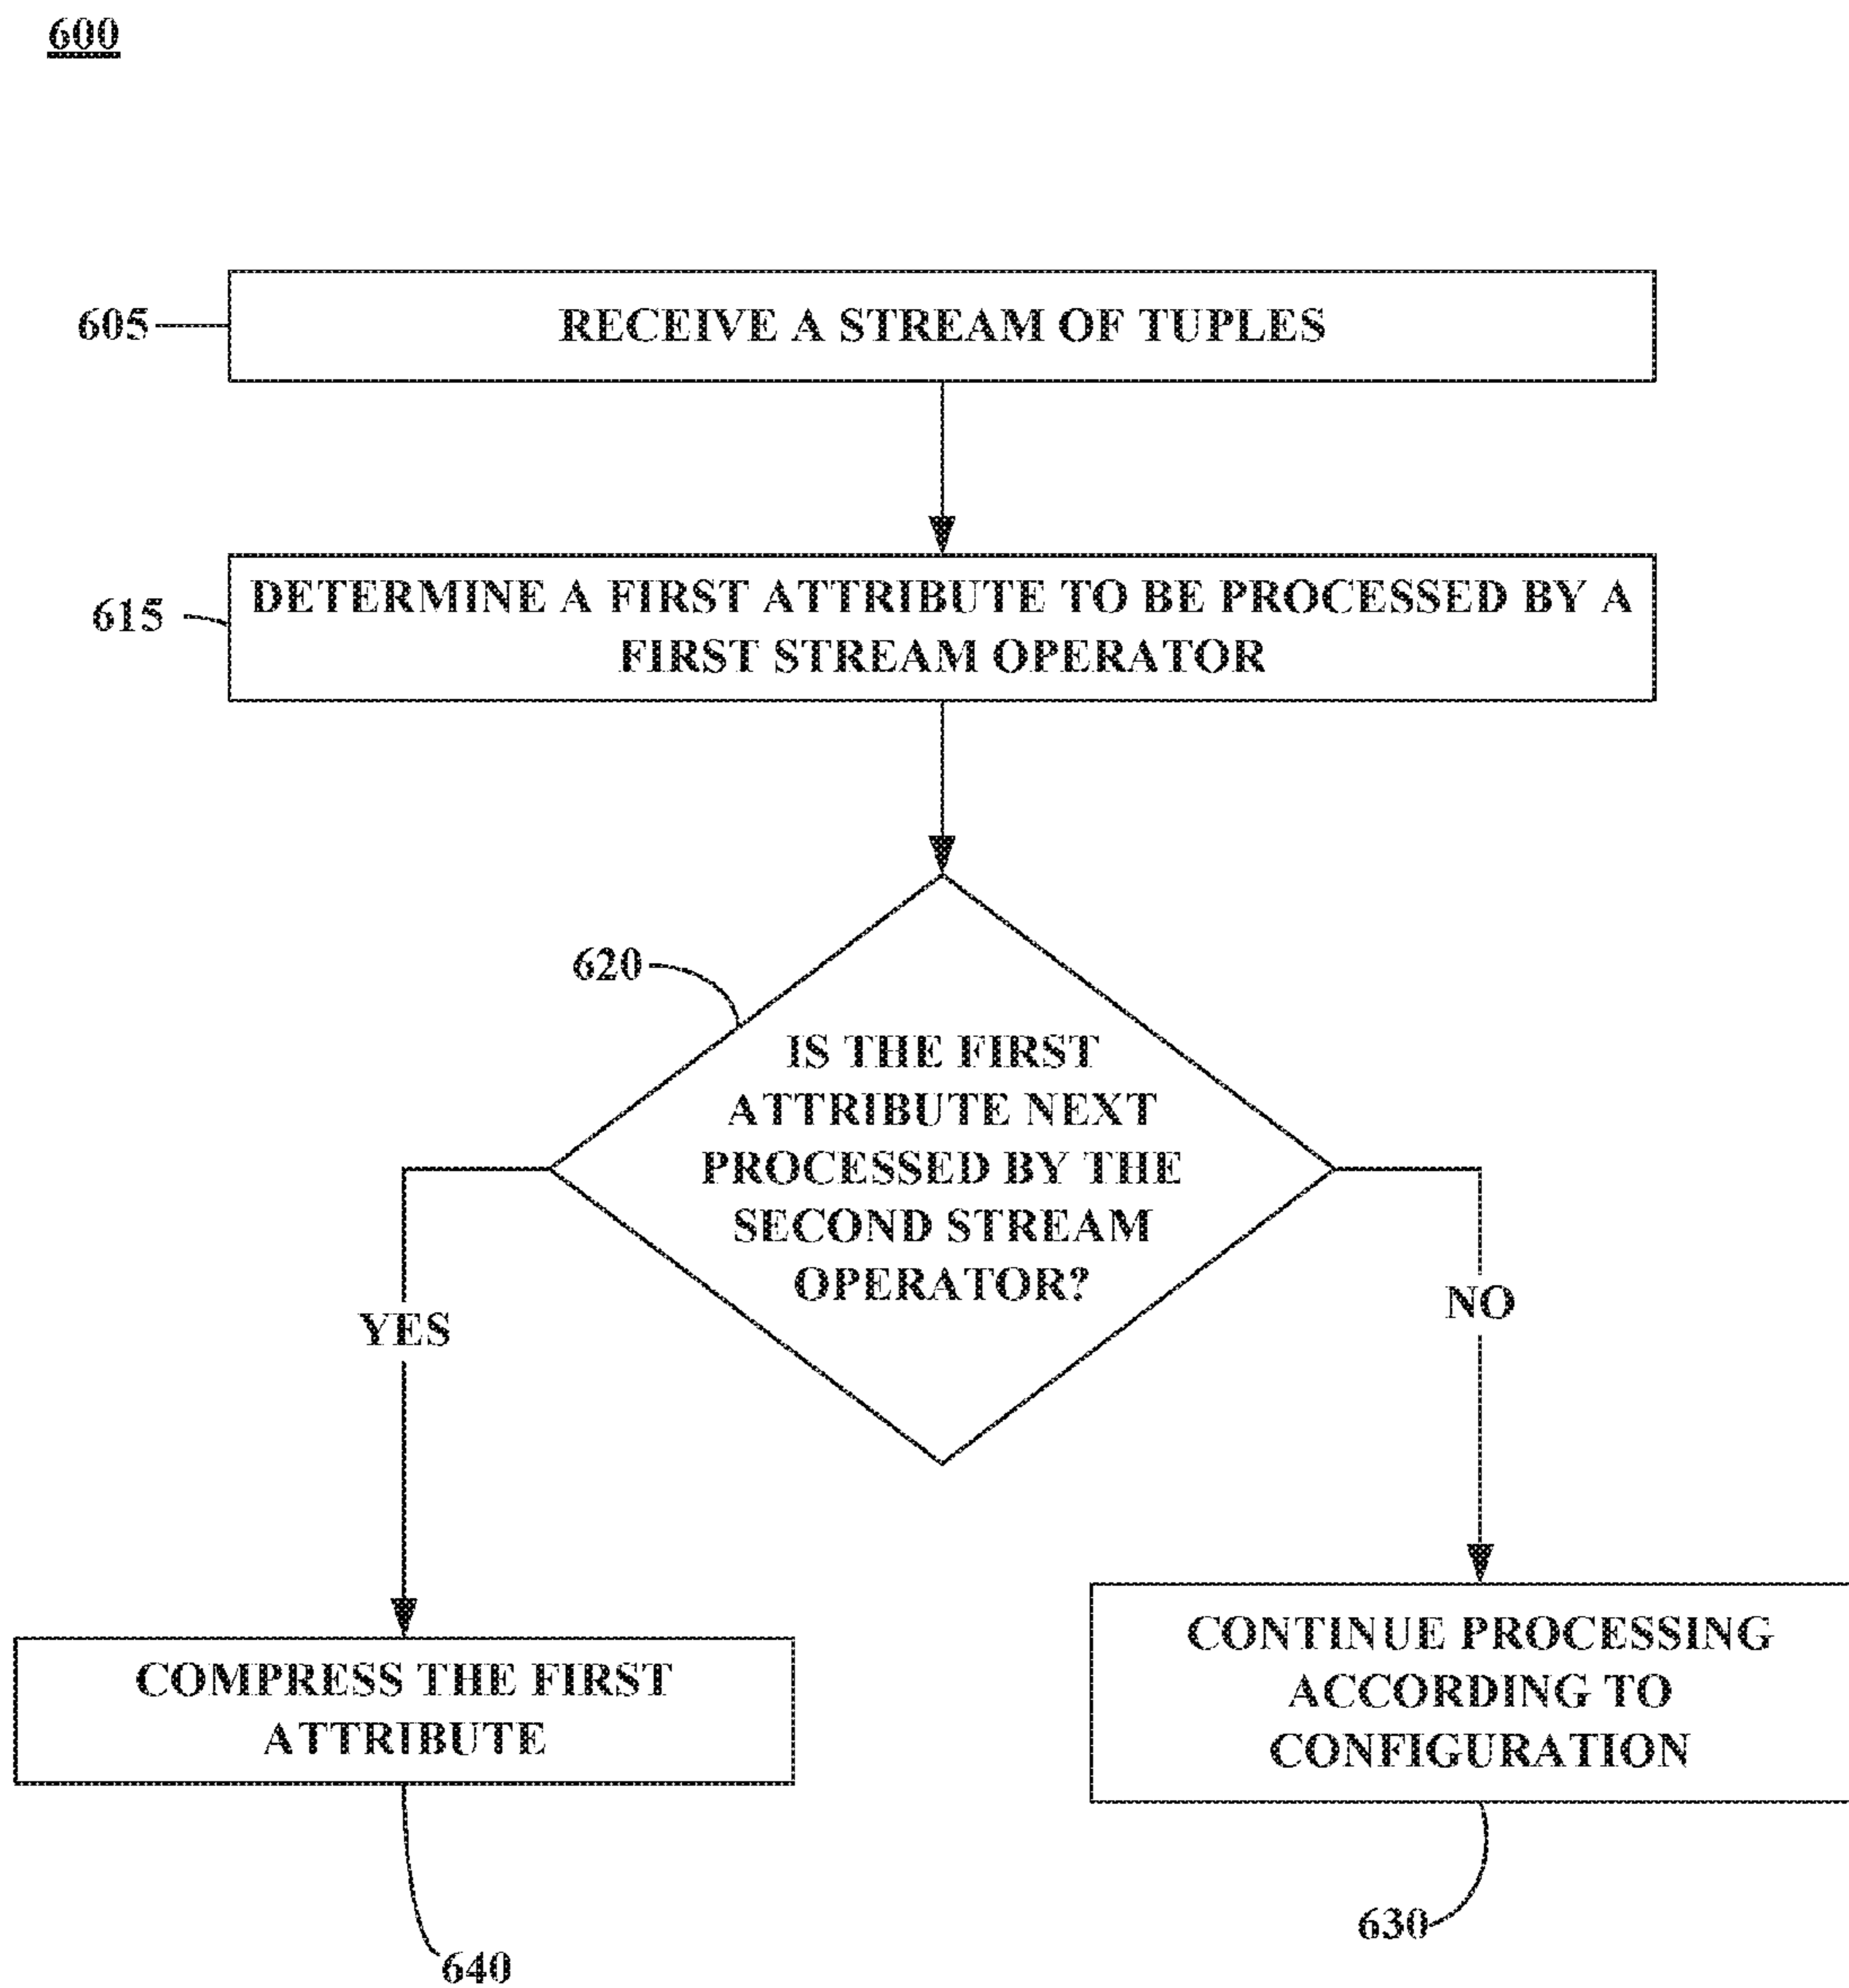 600
605
RECEIVE A STREAM OF TUPLES
615
DETERMINE A FIRST ATTRIBUTE TO BE PROCESSED BY A
FIRST STREAM OPERATOR
620
IS THE FIRST
ATTRIBUTE NEXT
PROCESSED BY THE
SECOND STREAM
OPERATOR?
YES
NO
COMPRESS THE FIRST
ATTRIBUTE
CONTINUE PROCESSING
ACCORDING TO
CONFIGURATION
640
630